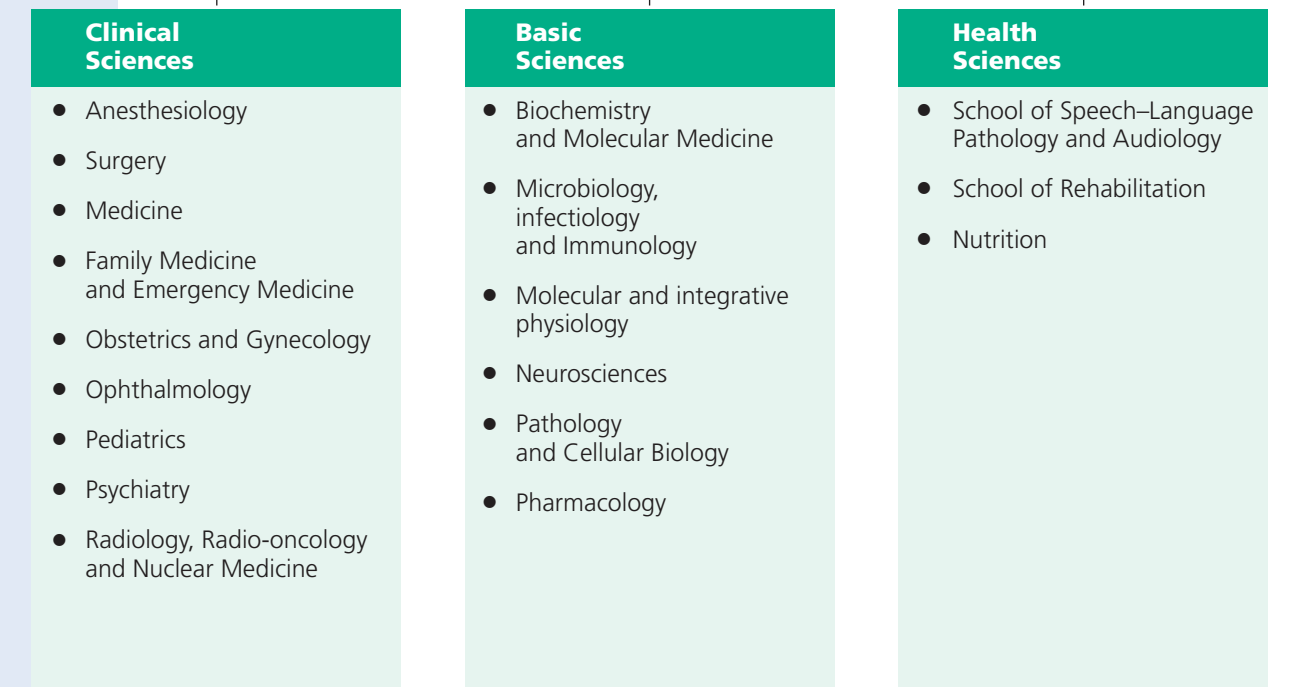 Clinical
Sciences
● Anesthesiology
● Surgery
● Medicine
● Family Medicine
and Emergency Medicine
● Obstetrics and Gynecology
● Ophthalmology
● Pediatrics
● Psychiatry
● Radiology, Radio-oncology
and Nuclear Medicine
Basic
Sciences
● Biochemistry
and Molecular Medicine
● Microbiology,
infectiology
and Immunology
● Molecular and integrative
physiology
● Neurosciences
● Pathology
and Cellular Biology
● Pharmacology
Health
Sciences
● School of Speech–Language
Pathology and Audiology
● School of Rehabilitation
● Nutrition